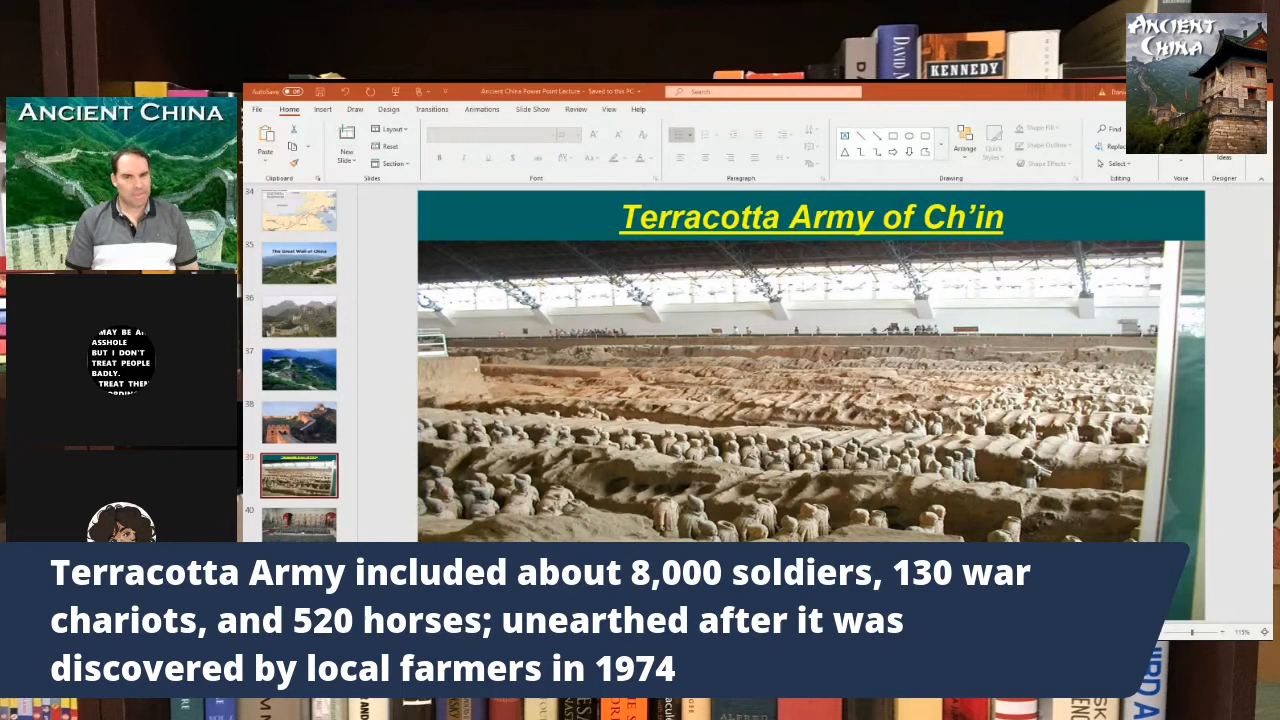 DAVID
KENNEDY
ANCIENT
CHINA
ANCIENT CHINA
AutoSave Off
Ancient China Power Point Lecture - Saved to this PC
Search
File Home Insert Draw Design Transitions Animations Slide Show Review View Help
Paste
New
Slide
Layout
Reset
Section
Arrange
Quick
Styles
Shape Fill
Shape Outline
Shape Effects
Find
Replac
Select
Ideas
Clipboard Slides Font Paragraph Drawing Editing Voice Designer
34
35
The Great Wall of China
36
37
38
39
40
Terracotta Army of Ch'in
MAY BE A
ASSHOLE
BUT I DON'T
TREAT PEOPLE
BADLY.
TREAT THEM
Terracotta Army included about 8,000 soldiers, 130 war
chariots, and 520 horses; unearthed after it was
discovered by local farmers in 1974
115%